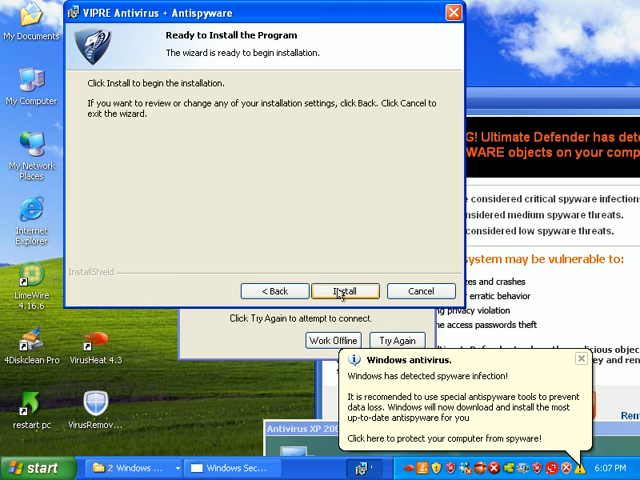 VIPRE Antivirus + Antispyware
Ready to Install the Program
The wizard is ready to begin installation.
Click Install to begin the installation.
If you want to review or change any of your installation settings, click Back. Click Cancel to
exit the wizard.
InstallShield
< Back
Install
Cancel
My Documents
My Computer
My Network
Places
Internet
Explorer
LimeWire
4.16.6
4Diskclean Pro
VirusHeat 4.3
restart pc
VirusRemov...
G! Ultimate Defender has dete
WARE objects on your comp
e considered critical spyware infections
nsidered medium spyware threats.
nsidered low spyware threats.
system may be vulnerable to:
zes and crashes
r erratic behavior
ng privacy violation
ne access passwords theft
Click Try Again to attempt to connect.
Work Offline
Try Again
Windows antivirus.
Windows has detected spyware infection!
It is recomended to use special antispyware tools to prevent
data loss. Windows will now download and install the most
up-to-date antispyware for you
Click here to protect your computer from spyware!
Antivirus XP 200
start
2 Windows ...
Windows Sec...
6:07 PM